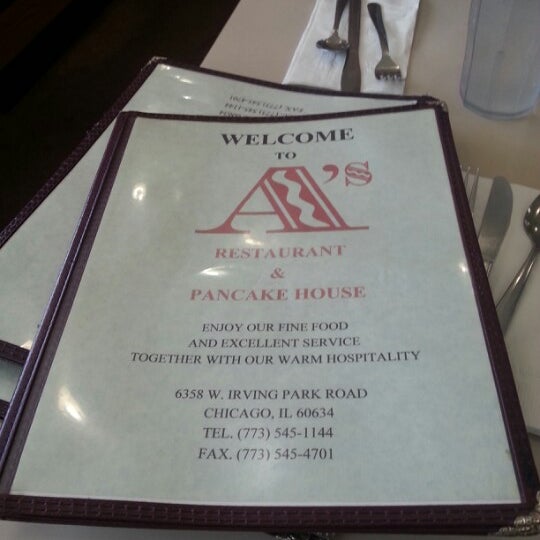 WELCOME
TO
A's
RESTAURANT
&
PANCAKE HOUSE
ENJOY OUR FINE FOOD
AND EXCELLENT SERVICE
TOGETHER WITH OUR WARM HOSPITALITY
6358 W. IRVING PARK ROAD
CHICAGO, IL 60634
TEL. (773) 545-1144
FAX. (773) 545-4701